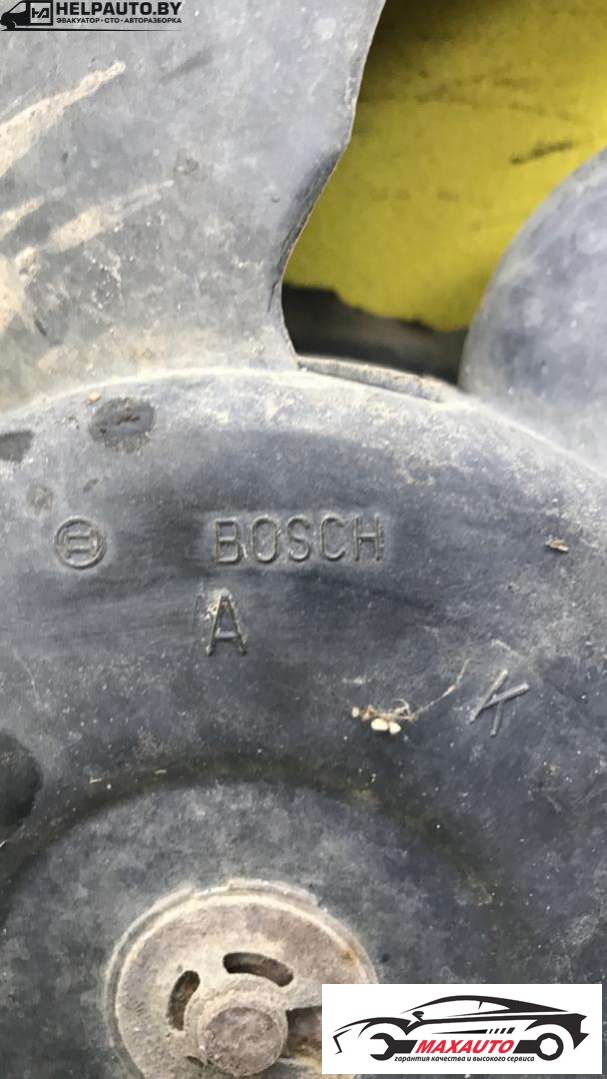 HELPAUTO.BY
ЭВАКУАТОР • СТО • АВТОРАЗБОРКА
BOSCH
A
K
MAXAUTO
гарантия качества и высокого сервиса